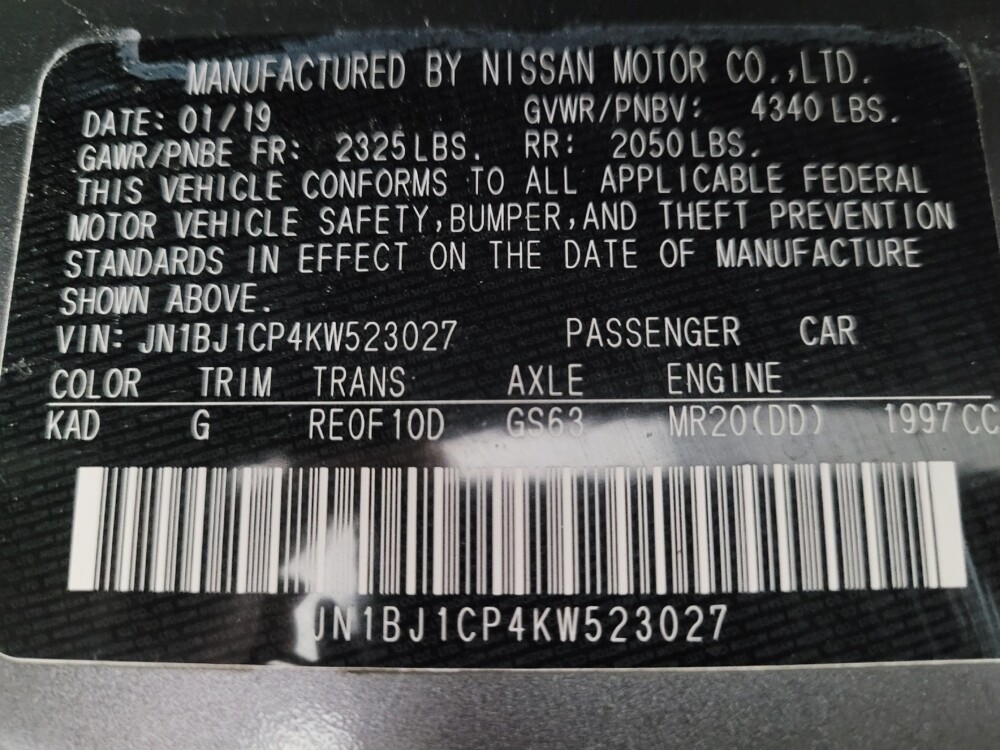 MANUFACTURED BY NISSAN MOTOR CO.,LTD.
DATE: 01/19 GVWR/PNBV: 4340 LBS.
GAWR/PNBE FR: 2325 LBS. RR: 2050 LBS.
THIS VEHICLE CONFORMS TO ALL APPLICABLE FEDERAL
MOTOR VEHICLE SAFETY, BUMPER, AND THEFT PREVENTION
STANDARDS IN EFFECT ON THE DATE OF MANUFACTURE
SHOWN ABOVE.
VIN: JN1BJ1CP4KW523027 PASSENGER CAR
COLOR TRIM TRANS AXLE ENGINE
KAD G RE0F10D GS63 MR20(DD) 1997 CC
JN1BJ1CP4KW523027